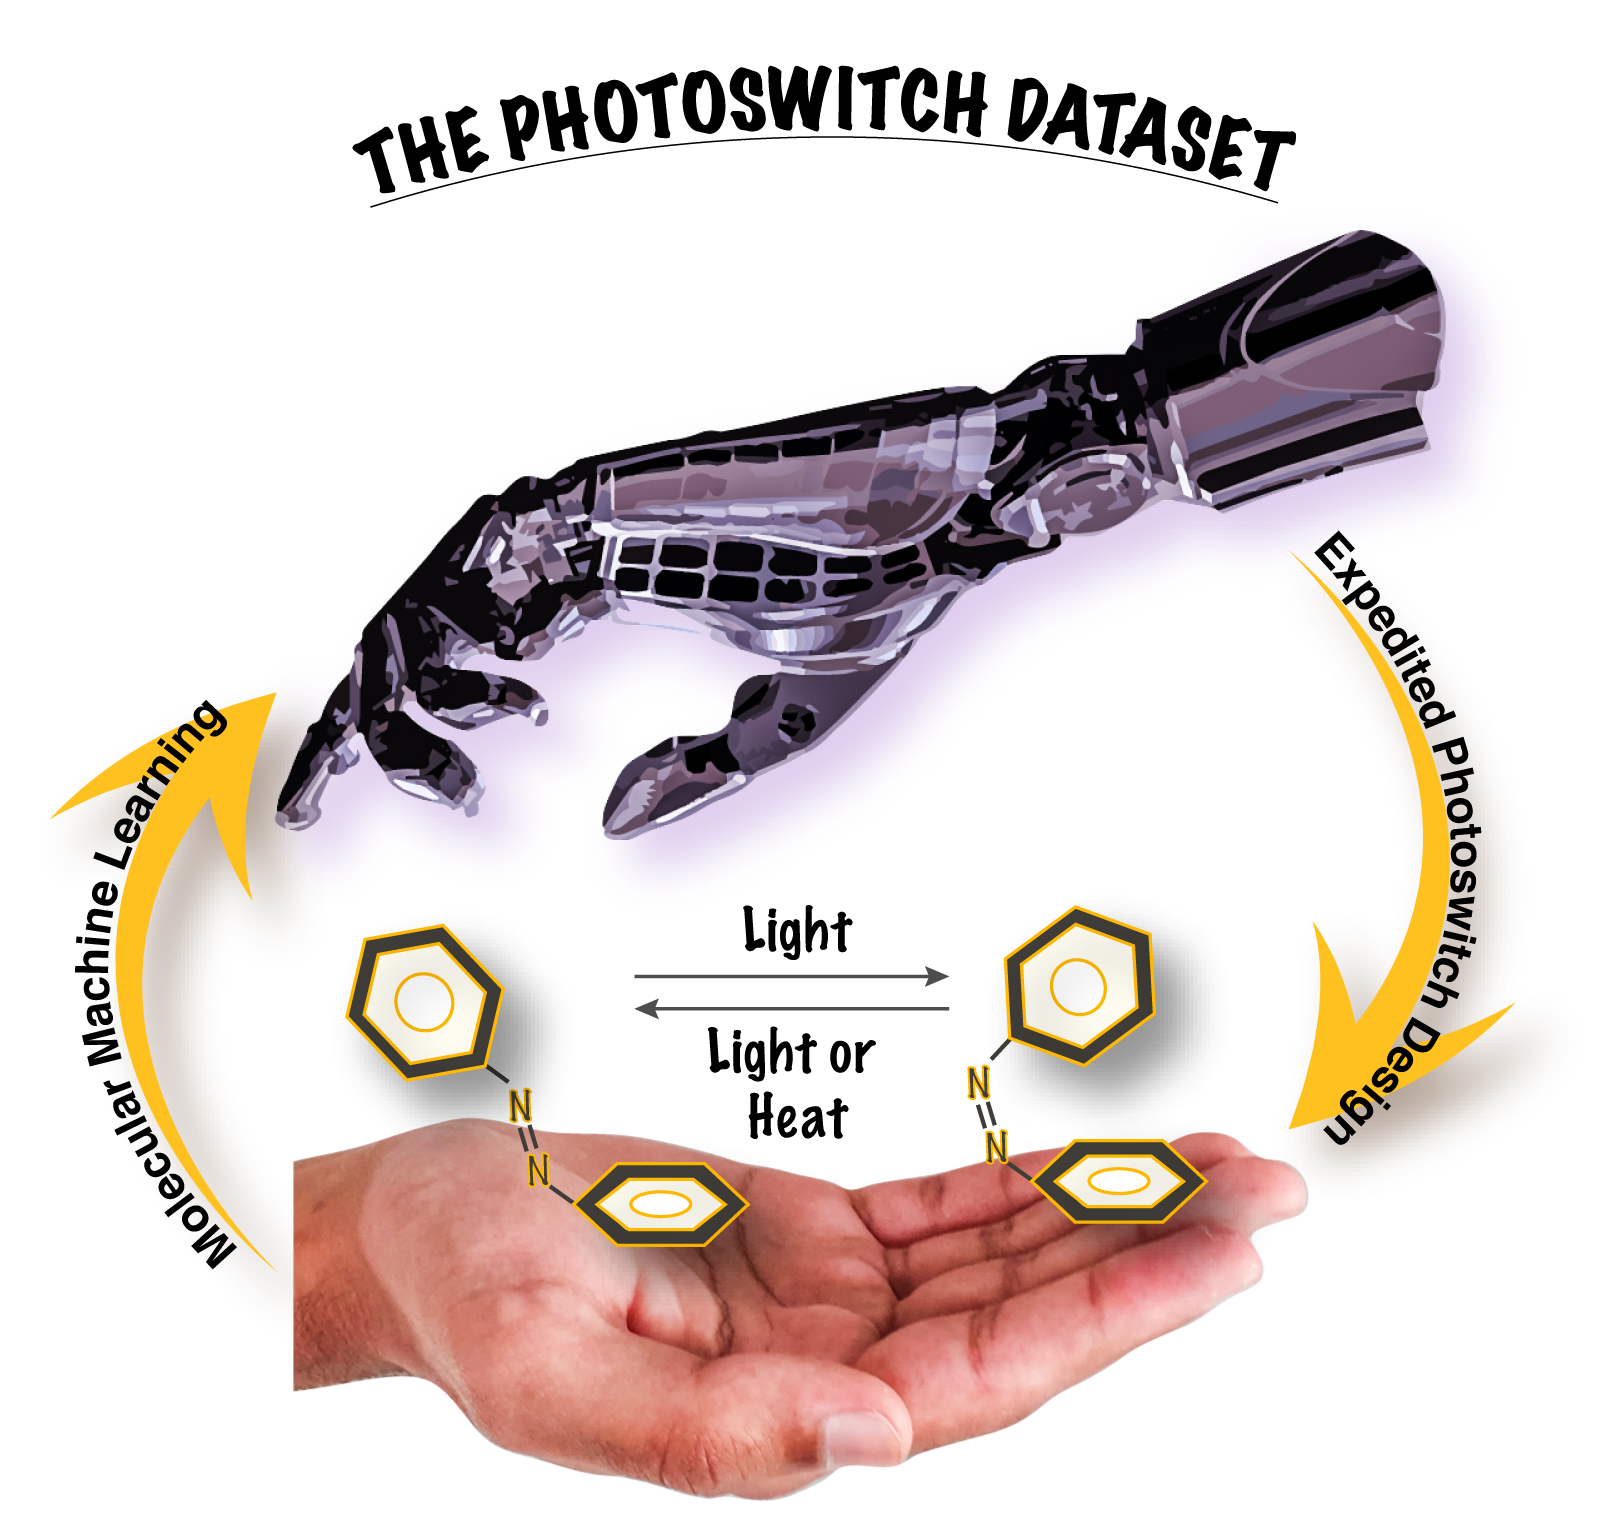 THE PHOTOSWITCH DATASET
Expedited Photoswitch Design
Molecular Machine Learning
Light
Light or
Heat
N
N
N
N